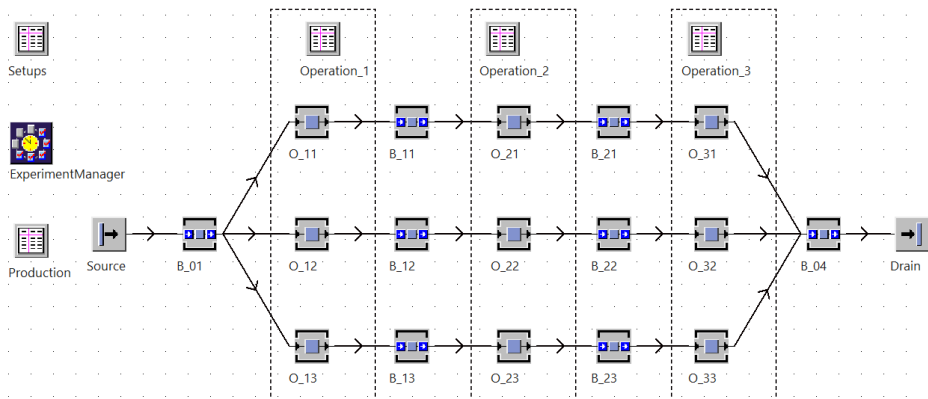 Setups
Operation_1
Operation_2
Operation_3
O_11
B_11
O_21
B_21
O_31
ExperimentManager
Production
Source
B_01
O_12
B_12
O_22
B_22
O_32
B_04
Drain
O_13
B_13
O_23
B_23
O_33